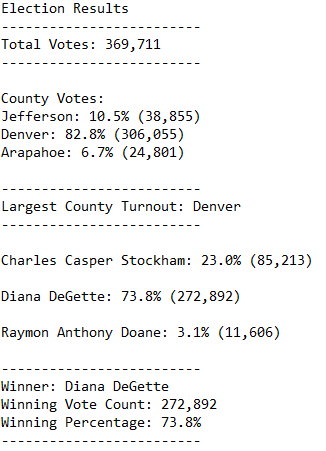 Election Results
-------------------------
Total Votes: 369,711
-------------------------
County Votes:
Jefferson: 10.5% (38,855)
Denver: 82.8% (306,055)
Arapahoe: 6.7% (24,801)
-------------------------
Largest County Turnout: Denver
-------------------------
Charles Casper Stockham: 23.0% (85,213)
Diana DeGette: 73.8% (272,892)
Raymon Anthony Doane: 3.1% (11,606)
-------------------------
Winner: Diana DeGette
Winning Vote Count: 272,892
Winning Percentage: 73.8%
-------------------------